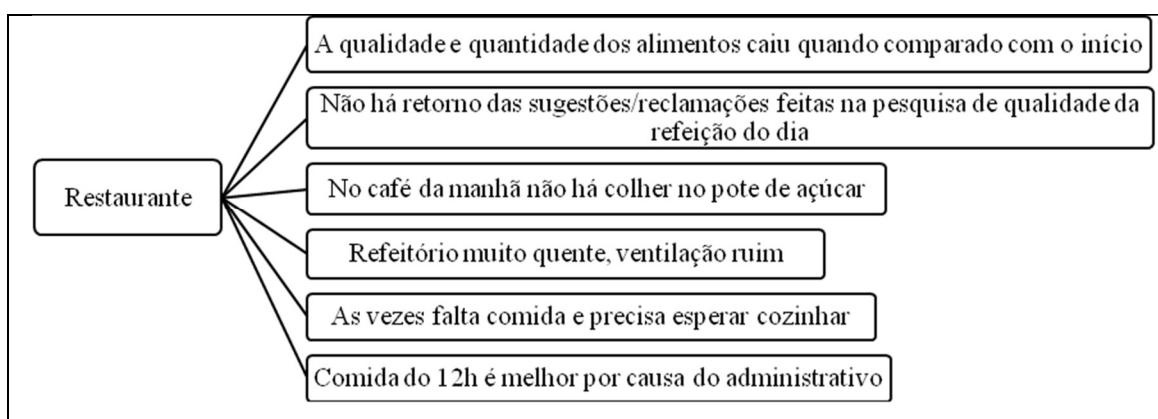 A qualidade e quantidade dos alimentos caiu quando comparado com o início
Não há retorno das sugestões/reclamações feitas na pesquisa de qualidade da
refeição do dia
Restaurante
No café da manhã não há colher no pote de açúcar
Refeitório muito quente, ventilação ruim
As vezes falta comida e precisa esperar cozinhar
Comida do 12h é melhor por causa do administrativo